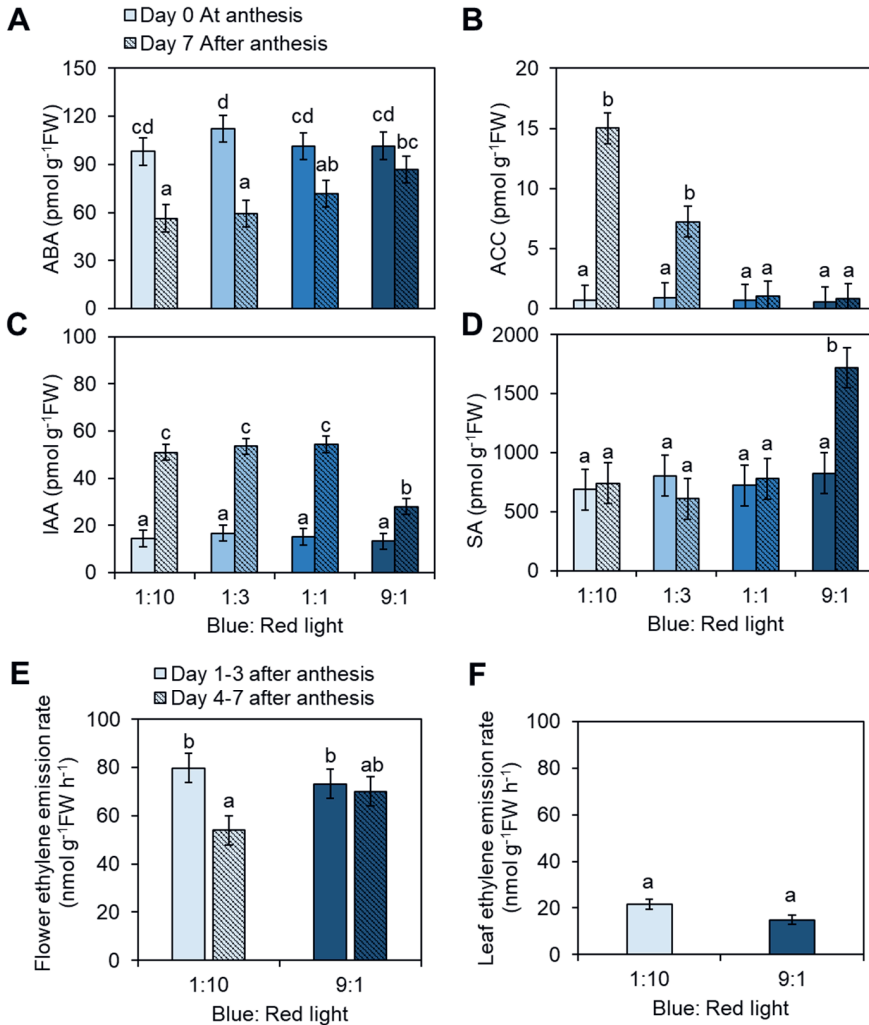 A
Day 0 At anthesis
Day 7 After anthesis
ABA (pmol g⁻¹FW)
150
120
90
60
30
0
cd
a
d
a
cd
ab
cd
bc
B
ACC (pmol g⁻¹FW)
20
15
10
5
0
a
b
a
b
a
a
a
a
C
IAA (pmol g⁻¹FW)
100
80
60
40
20
0
a
c
a
c
a
c
a
b
1:10
1:3
1:1
9:1
Blue: Red light
D
SA (pmol g⁻¹FW)
2000
1500
1000
500
0
a
a
a
a
a
a
a
b
1:10
1:3
1:1
9:1
Blue: Red light
E
Day 1-3 after anthesis
Day 4-7 after anthesis
Flower ethylene emission rate
(nmol g⁻¹FW h⁻¹)
100
80
60
40
20
0
b
a
b
ab
1:10
9:1
Blue: Red light
F
Leaf ethylene emission rate
(nmol g⁻¹FW h⁻¹)
100
80
60
40
20
0
a
a
1:10
9:1
Blue: Red light